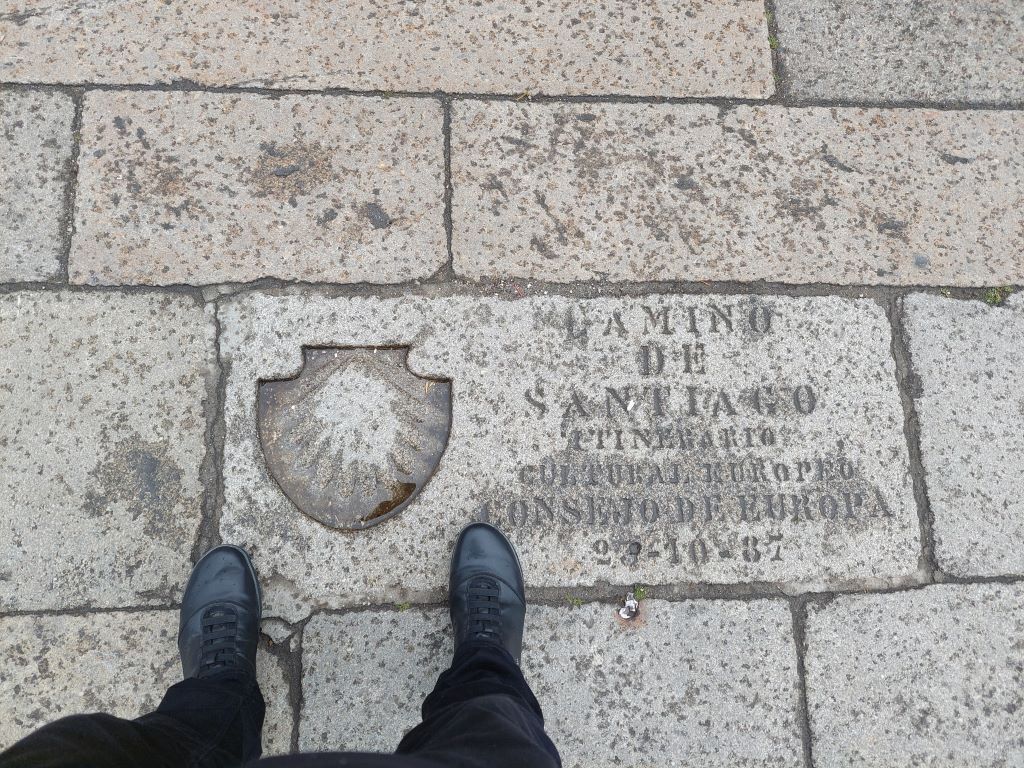 CAMINO
DE
SANTIAGO
ITINERARIO
CULTURAL EUROPEO
CONSEJO DE EUROPA
23-10-87